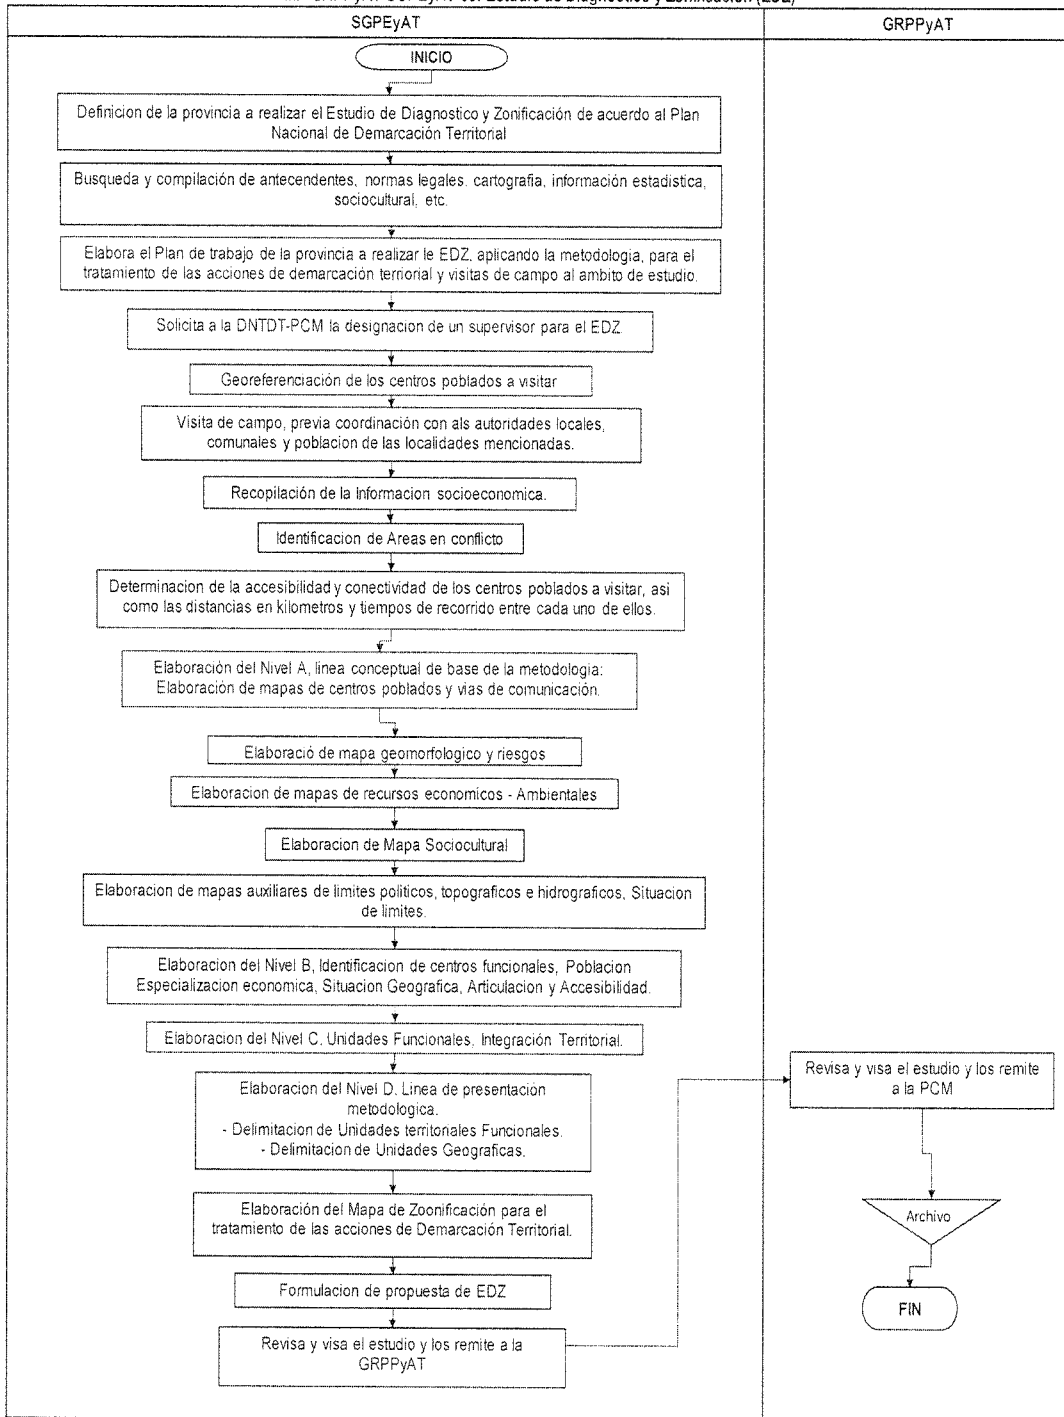 Estudio de Diagnostico y Zonificación (EDZ)
SGPEyAT
GRPPyAT
INICIO
Definicion de la provincia a realizar el Estudio de Diagnostico y Zonificación de acuerdo al Plan
Nacional de Demarcación Territorial
Busqueda y compilación de antecendentes, normas legales. cartografia, información estadistica,
sociocultural, etc.
Elabora el Plan de trabajo de la provincia a realizar le EDZ, aplicando la metodologia, para el
tratamiento de las acciones de demarcación terriorial y visitas de campo al ambito de estudio.
Solicita a la DNTDT-PCM la designacion de un supervisor para el EDZ
Georeferenciación de los centros poblados a visitar
Visita de campo, previa coordinación con als autoridades locales,
comunales y poblacion de las localidades mencionadas.
Recopilación de la Informacion socioeconomica.
Identificacion de Areas en conflicto
Determinacion de la accesibilidad y conectividad de los centros poblados a visitar, asi
como las distancias en kilometros y tiempos de recorrido entre cada uno de ellos.
Elaboración del Nivel A, linea conceptual de base de la metodologia:
Elaboración de mapas de centros poblados y vias de comunicación.
Elaboració de mapa geomorfologico y riesgos
Elaboracion de mapas de recursos economicos - Ambientales
Elaboracion de Mapa Sociocultural
Elaboracion de mapas auxiliares de limites politicos, topograficos e hidrograficos, Situacion
de limites.
Elaboracion del Nivel B, Identificacion de centros funcionales, Poblacion
Especializacion economica, Situacion Geografica, Articulacion y Accesibilidad.
Elaboracion del Nivel C. Unidades Funcionales, Integración Territorial.
Elaboracion del Nivel D. Linea de presentación
metodologica.
- Delimitacion de Unidades territoriales Funcionales.
- Delimitacion de Unidades Geograficas.
Elaboración del Mapa de Zoonificación para el
tratamiento de las acciones de Demarcación Territorial.
Formulacion de propuesta de EDZ
Revisa y visa el estudio y los remite a la
GRPPyAT
Revisa y visa el estudio y los remite
a la PCM
Archivo
FIN